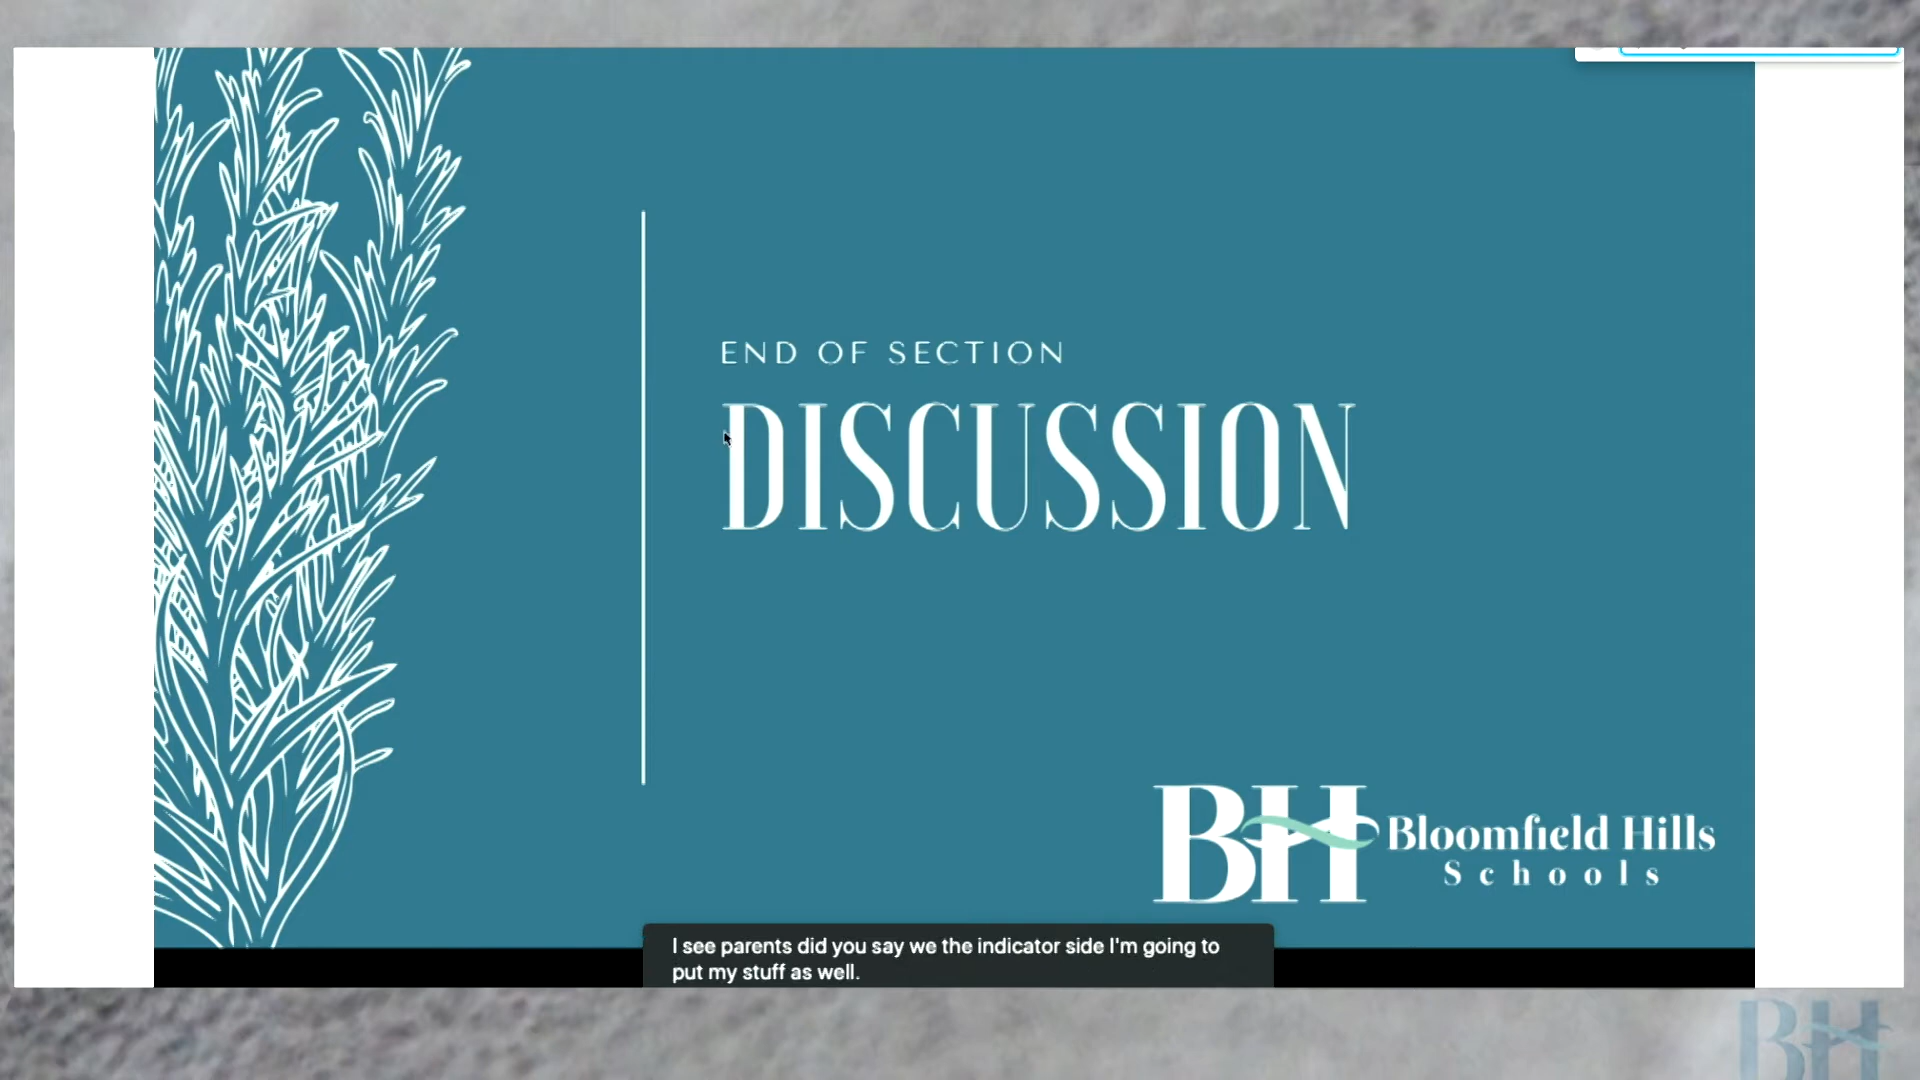 END OF SECTION
DISCUSSION
BH
Bloomfield Hills
Schools
I see parents did you say we the indicator side I'm going to
put my stuff as well.
BH